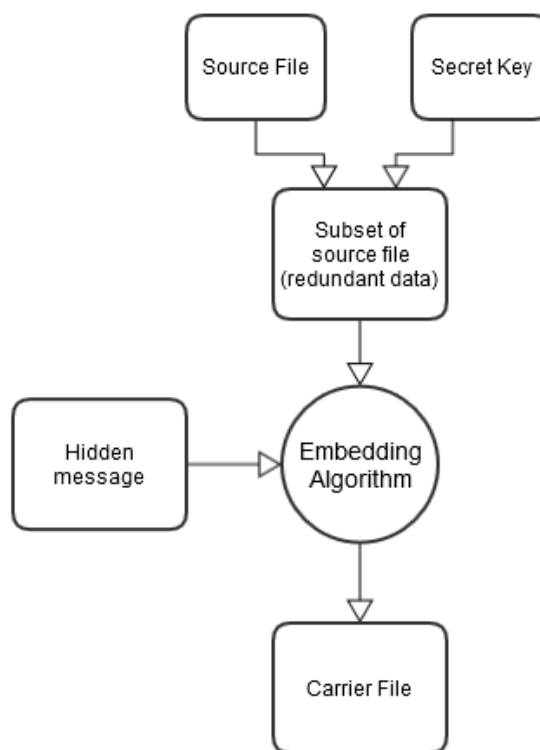 Source File
Secret Key
Subset of
source file
(redundant data)
Hidden
message
Embedding
Algorithm
Carrier File